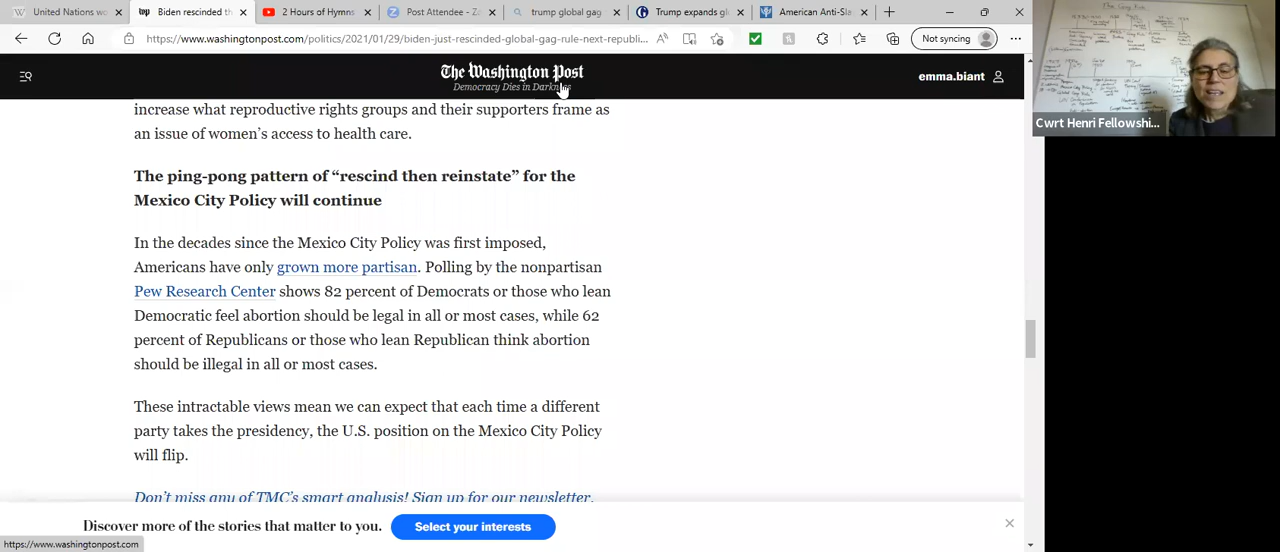 United Nations wo
Biden rescinded th
2 Hours of Hymns
Post Attendee - Zo
trump global gag
Trump expands gl
American Anti-Sla
https://www.washingtonpost.com/politics/2021/01/29/biden-rescinded-global-gag-rule-next-republi...
Not syncing
The Washington Post
Democracy Dies in Darkn
emma.biant
The Gag Rule
Cwrt Henri Fellowshi...
increase what reproductive rights groups and their supporters frame as
an issue of women’s access to health care.
The ping-pong pattern of “rescind then reinstate” for the
Mexico City Policy will continue
In the decades since the Mexico City Policy was first imposed,
Americans have only grown more partisan. Polling by the nonpartisan
Pew Research Center shows 82 percent of Democrats or those who lean
Democratic feel abortion should be legal in all or most cases, while 62
percent of Republicans or those who lean Republican think abortion
should be illegal in all or most cases.
These intractable views mean we can expect that each time a different
party takes the presidency, the U.S. position on the Mexico City Policy
will flip.
Don’t miss any of TMC’s smart analysis! Sign up for our newsletter.
Discover more of the stories that matter to you.
Select your interests
https://www.washingtonpost.com